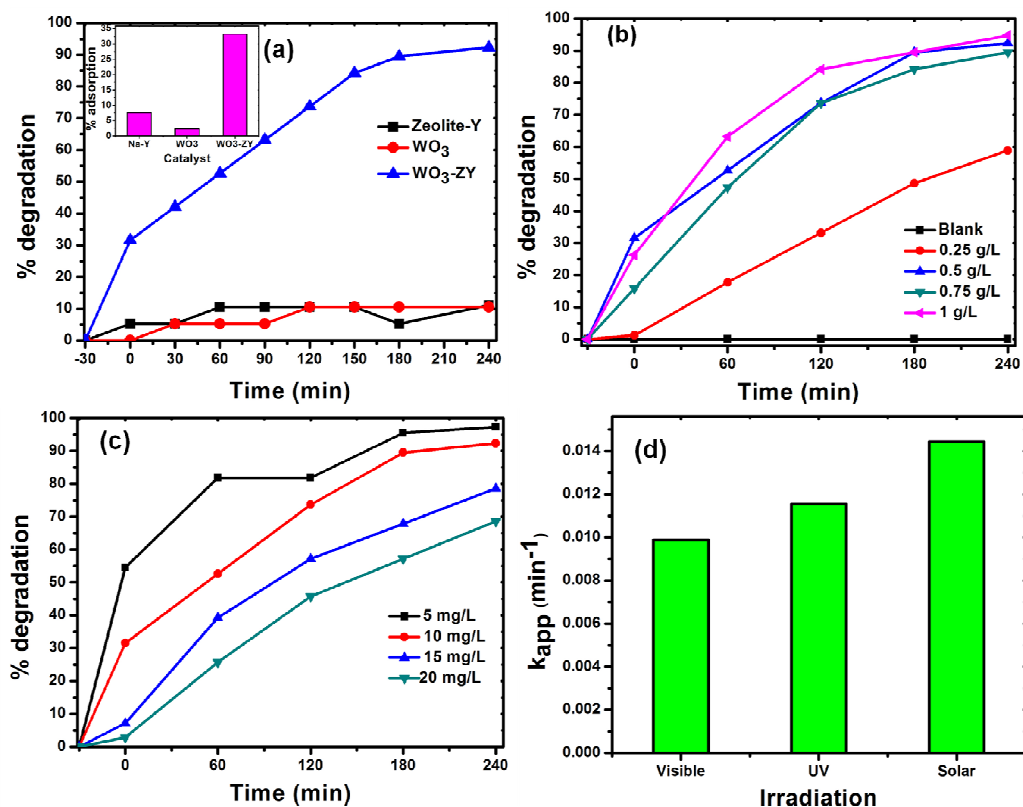 (a)
% degradation
100
90
80
70
60
50
40
30
20
10
0
-30 0 30 60 90 120 150 180 240
Time (min)
% adsorption
35
30
25
20
15
10
5
0
Na-Y WO3 WO3-ZY
Catalyst
Zeolite-Y
WO3
WO3-ZY
(b)
% degradation
100
90
80
70
60
50
40
30
20
10
0
0 60 120 180 240
Time (min)
Blank
0.25 g/L
0.5 g/L
0.75 g/L
1 g/L
(c)
% degradation
100
90
80
70
60
50
40
30
20
10
0
0 60 120 180 240
Time (min)
5 mg/L
10 mg/L
15 mg/L
20 mg/L
(d)
kapp (min-1)
0.014
0.012
0.010
0.008
0.006
0.004
0.002
0.000
Visible UV Solar
Irradiation